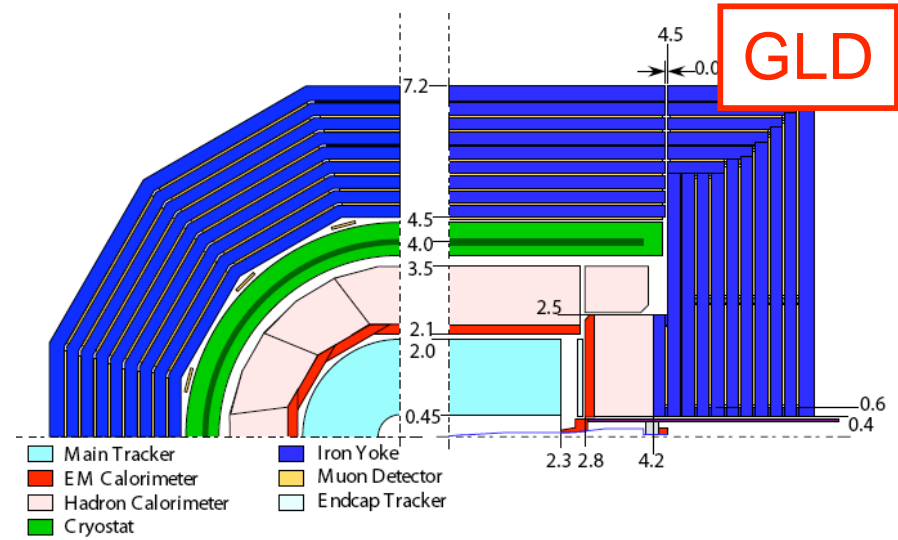 GLD
4.5
0.0
7.2
4.5
4.0
3.5
2.5
2.1
2.0
0.45
0.6
0.4
2.3 2.8 4.2
Main Tracker
EM Calorimeter
Hadron Calorimeter
Cryostat
Iron Yoke
Muon Detector
Endcap Tracker